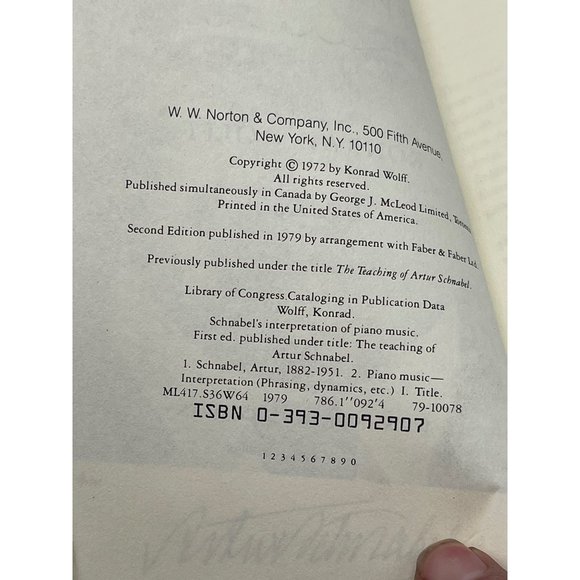 W. W. Norton & Company, Inc., 500 Fifth Avenue,
New York, N.Y. 10110
Copyright © 1972 by Konrad Wolff.
All rights reserved.
Published simultaneously in Canada by George J. McLeod Limited, Toronto
Printed in the United States of America.
Second Edition published in 1979 by arrangement with Faber & Faber Ltd.
Previously published under the title The Teaching of Artur Schnabel.
Library of Congress Cataloging in Publication Data
Wolff, Konrad.
Schnabel's interpretation of piano music.
First ed. published under title: The teaching of
Artur Schnabel.
1. Schnabel, Artur, 1882-1951. 2. Piano music—
Interpretation (Phrasing, dynamics, etc.) I. Title.
ML417.S36W64 1979 786.1'092'4 79-10078
ISBN 0-393-0092907
1 2 3 4 5 6 7 8 9 0